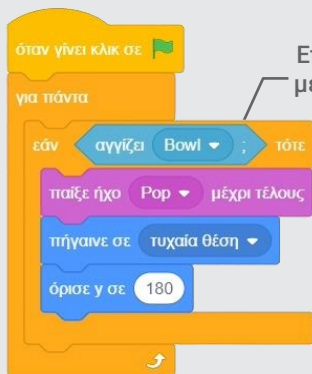 όταν γίνει κλικ σε
για πάντα
εάν αγγίζει Bowl ; τότε
παίξε ήχο Pop μέχρι τέλους
πήγαινε σε τυχαία θέση
όρισε y σε 180